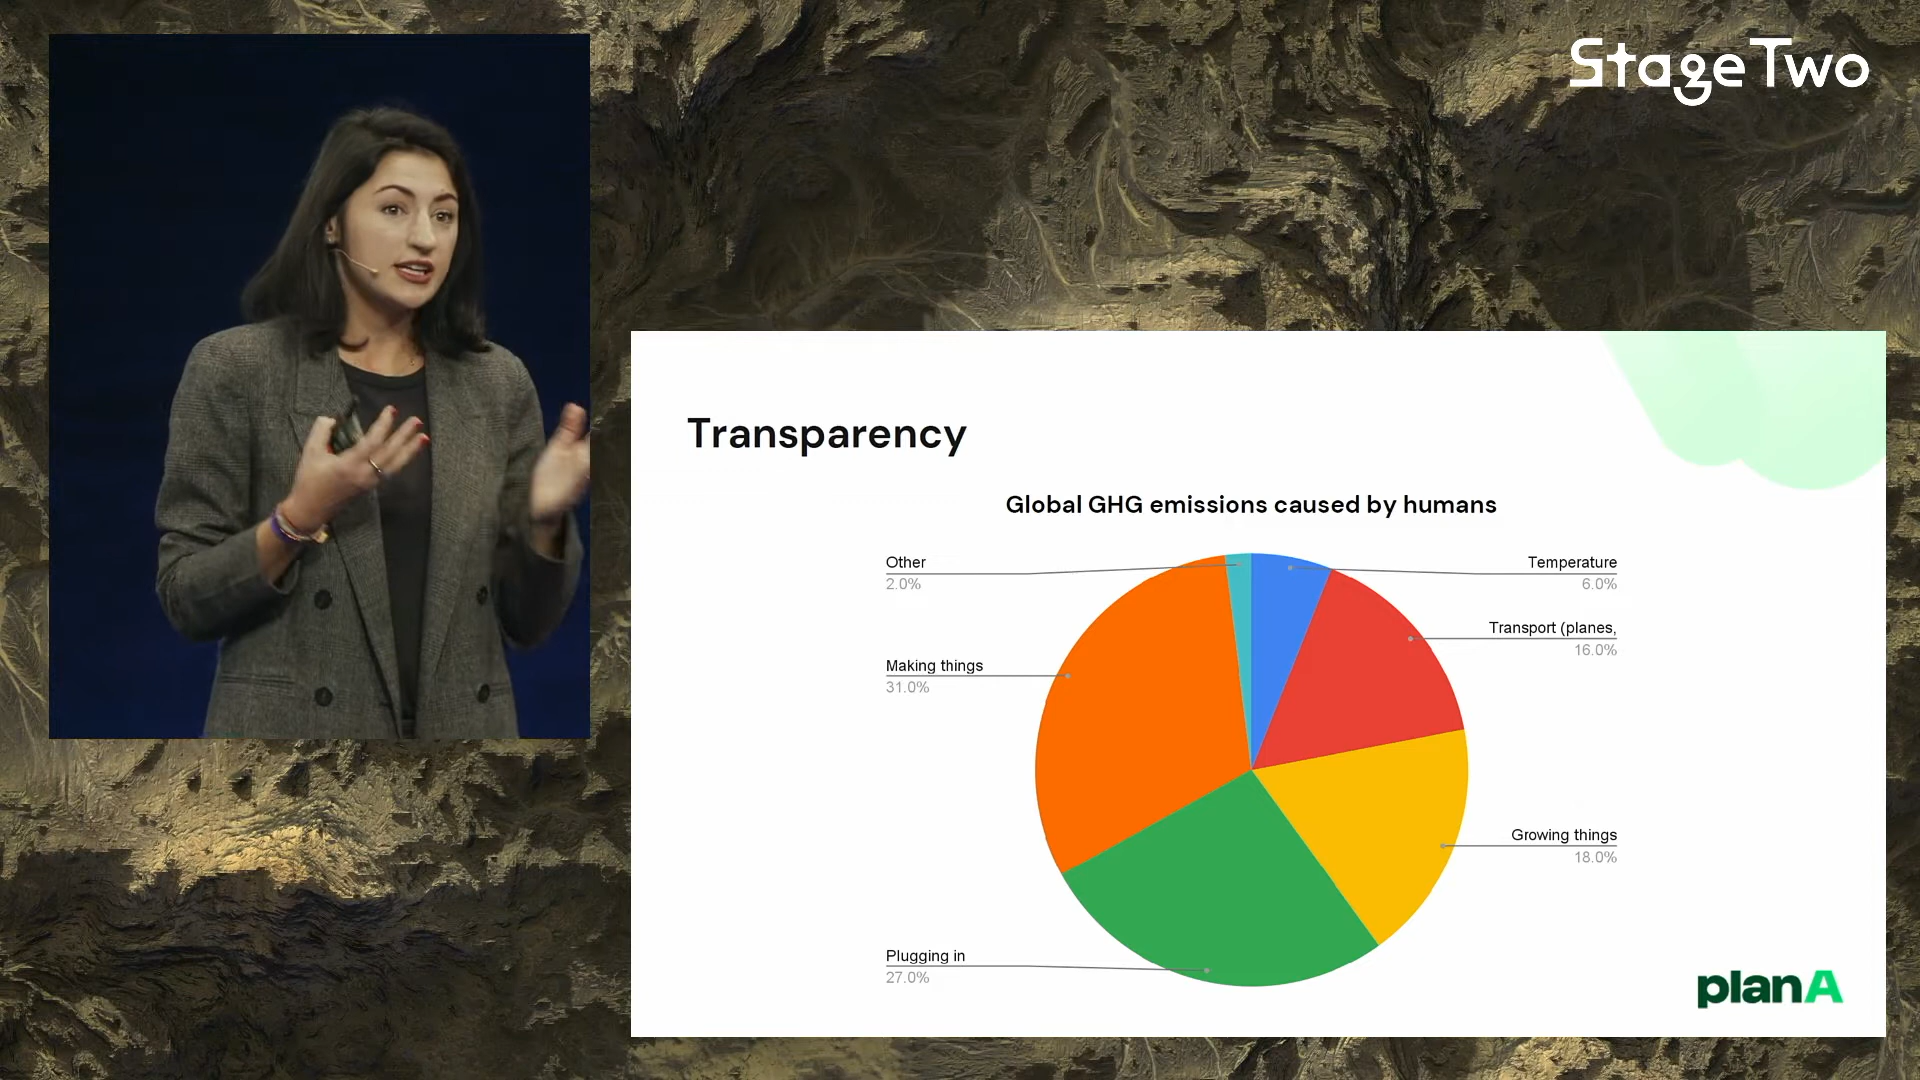 Stage Two
Transparency
Global GHG emissions caused by humans
Other
2.0%
Temperature
6.0%
Transport (planes,
16.0%
Making things
31.0%
Growing things
18.0%
Plugging in
27.0%
planA